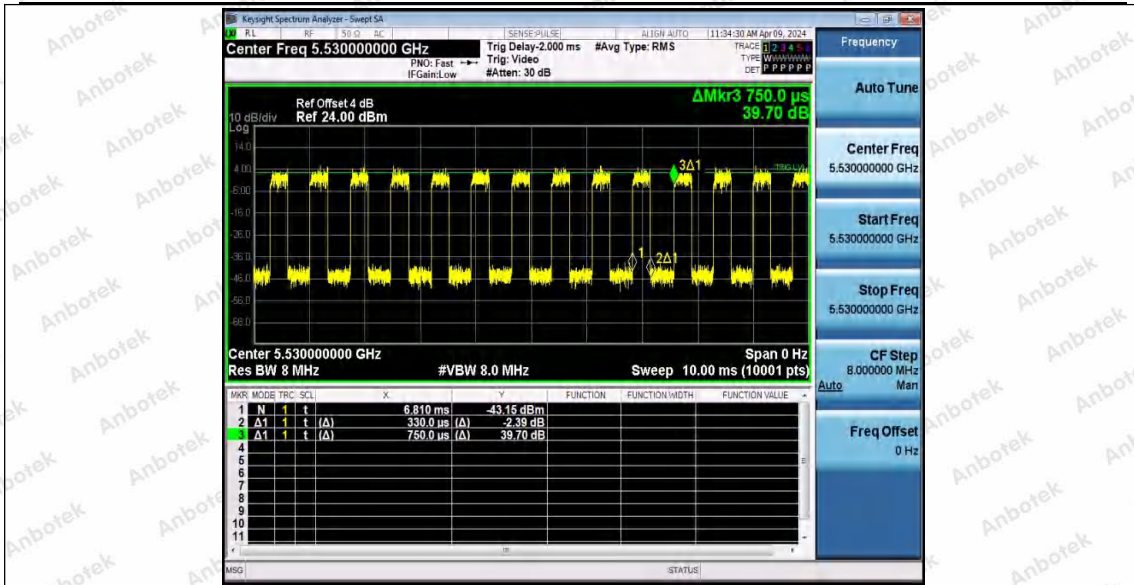 Keysight Spectrum Analyzer - Swept SA
LXI RL RF 50 Ω AC SENSE:PULSE ALIGN AUTO 11:34:30 AM Apr 09, 2024
Center Freq 5.530000000 GHz
PNO: Fast
IFGain:Low
Trig Delay-2.000 ms
Trig: Video
#Atten: 30 dB
#Avg Type: RMS
TRACE 1 2 3 4 5 6
TYPE WWWWWW
DET P P P P P P
Ref Offset 4 dB
10 dB/div Ref 24.00 dBm
Log
ΔMkr3 750.0 µs
39.70 dB
14.0
4.00
-6.00
-16.0
-26.0
-36.0
-46.0
-56.0
-66.0
TRIG LVL
3Δ1
1
2Δ1
Center 5.530000000 GHz Span 0 Hz
Res BW 8 MHz #VBW 8.0 MHz Sweep 10.00 ms (10001 pts)
MKR MODE TRC SCL X Y FUNCTION FUNCTION WIDTH FUNCTION VALUE
1 N 1 t 6.810 ms -43.15 dBm
2 Δ1 1 t (Δ) 330.0 µs (Δ) -2.39 dB
3 Δ1 1 t (Δ) 750.0 µs (Δ) 39.70 dB
4
5
6
7
8
9
10
11
MSG STATUS
Frequency
Auto Tune
Center Freq
5.530000000 GHz
Start Freq
5.530000000 GHz
Stop Freq
5.530000000 GHz
CF Step
8.000000 MHz
Auto Man
Freq Offset
0 Hz
Anbotek